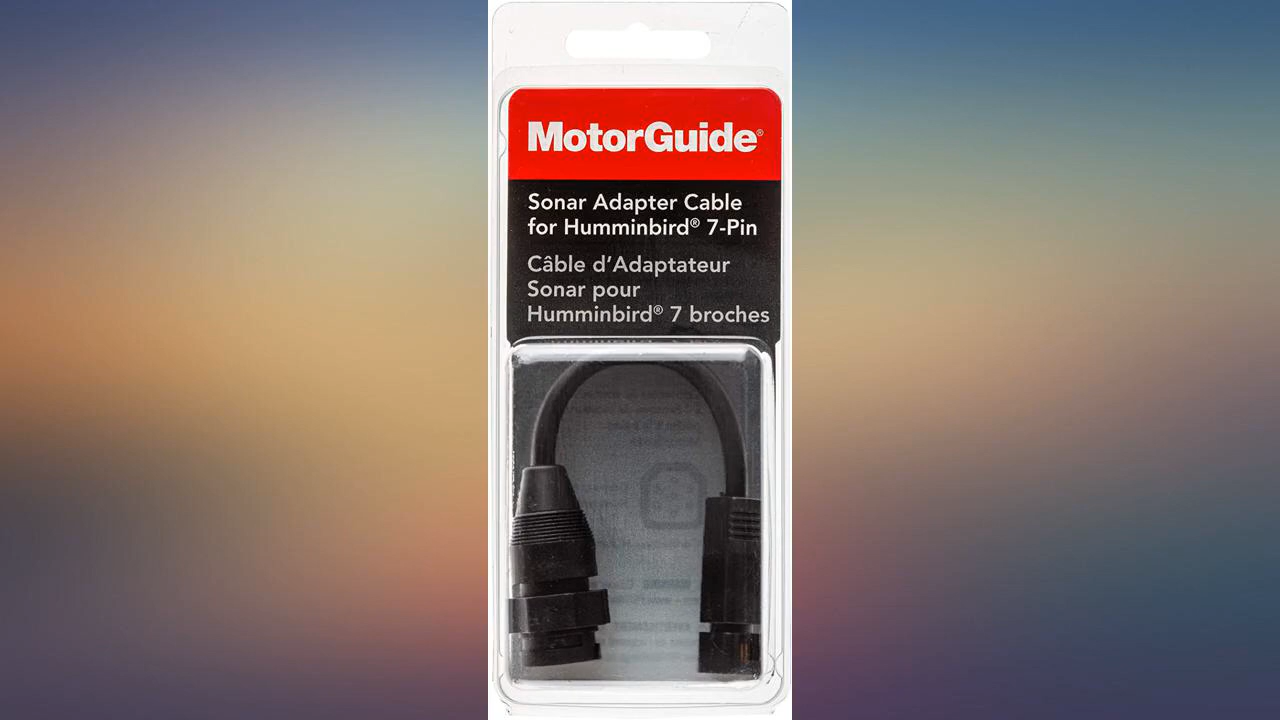 MotorGuide®
Sonar Adapter Cable
for Humminbird® 7-Pin
Câble d'Adaptateur
Sonar pour
Humminbird® 7 broches